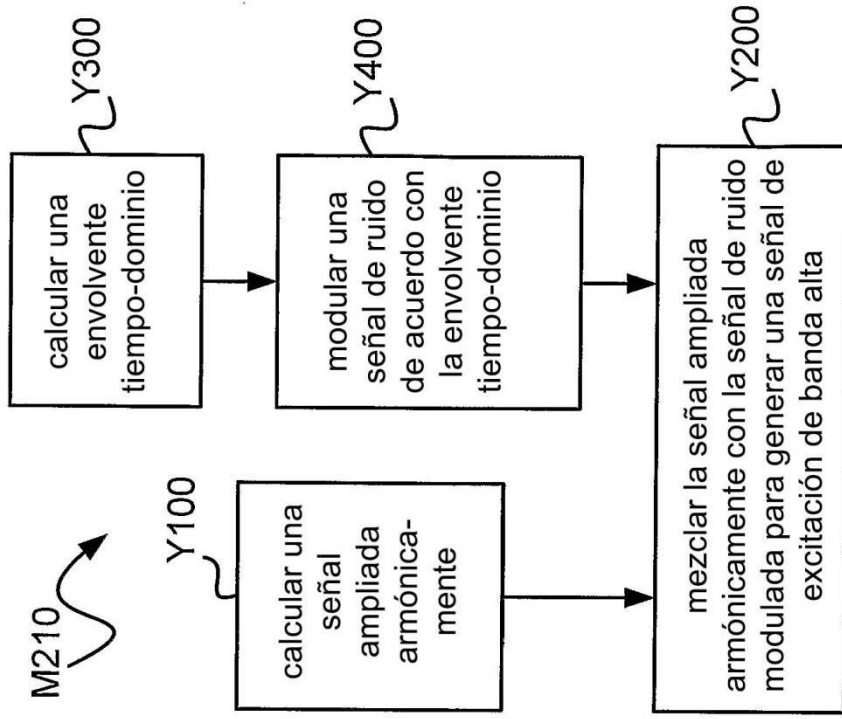 M210
Y300
calcular una
envolvente
tiempo-dominio
Y100
calcular una
señal
ampliada
armónica-
mente
Y400
modular una
señal de ruido
de acuerdo con
la envolvente
tiempo-dominio
Y200
mezclar la señal ampliada
armónicamente con la señal de ruido
modulada para generar una señal de
excitación de banda alta